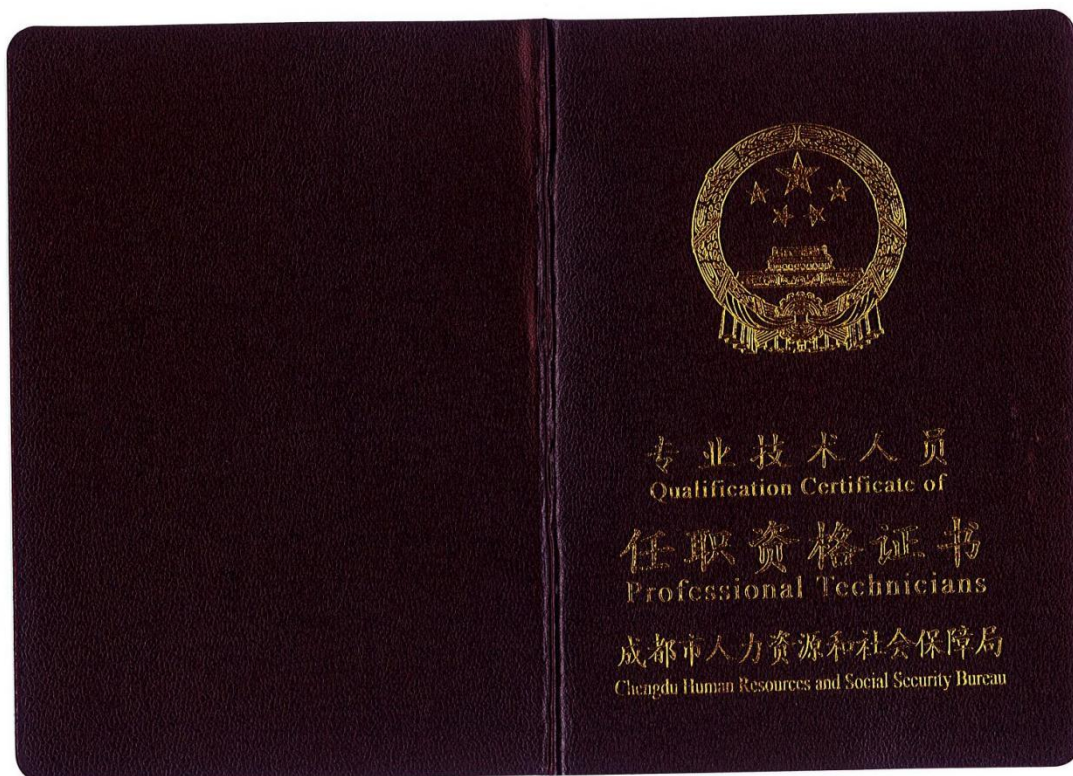 专业技术人员
Qualification Certificate of
任职资格证书
Professional Technicians
成都市人力资源和社会保障局
Chengdu Human Resources and Social Security Bureau